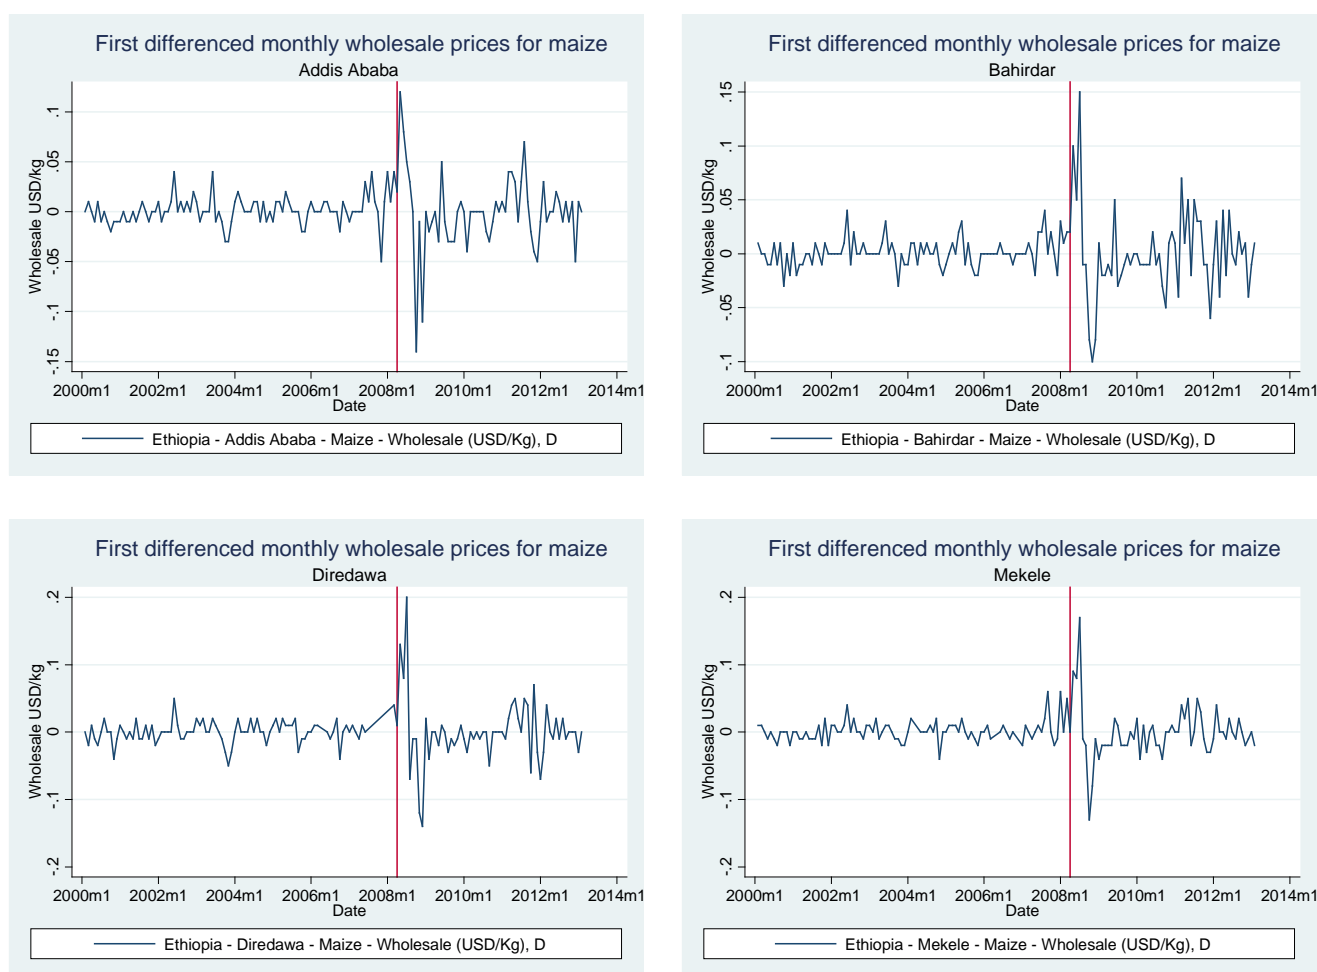 First differenced monthly wholesale prices for maize
Addis Ababa
Wholesale USD/kg
.1
.05
0
-.05
-.1
-.15
2000m1 2002m1 2004m1 2006m1 2008m1 2010m1 2012m1 2014m1
Date
Ethiopia - Addis Ababa - Maize - Wholesale (USD/Kg), D
First differenced monthly wholesale prices for maize
Bahirdar
Wholesale USD/kg
.15
.1
.05
0
-.05
-.1
2000m1 2002m1 2004m1 2006m1 2008m1 2010m1 2012m1 2014m1
Date
Ethiopia - Bahirdar - Maize - Wholesale (USD/Kg), D
First differenced monthly wholesale prices for maize
Diredawa
Wholesale USD/kg
.2
.1
0
-.1
-.2
2000m1 2002m1 2004m1 2006m1 2008m1 2010m1 2012m1 2014m1
Date
Ethiopia - Diredawa - Maize - Wholesale (USD/Kg), D
First differenced monthly wholesale prices for maize
Mekele
Wholesale USD/kg
.2
.1
0
-.1
-.2
2000m1 2002m1 2004m1 2006m1 2008m1 2010m1 2012m1 2014m1
Date
Ethiopia - Mekele - Maize - Wholesale (USD/Kg), D